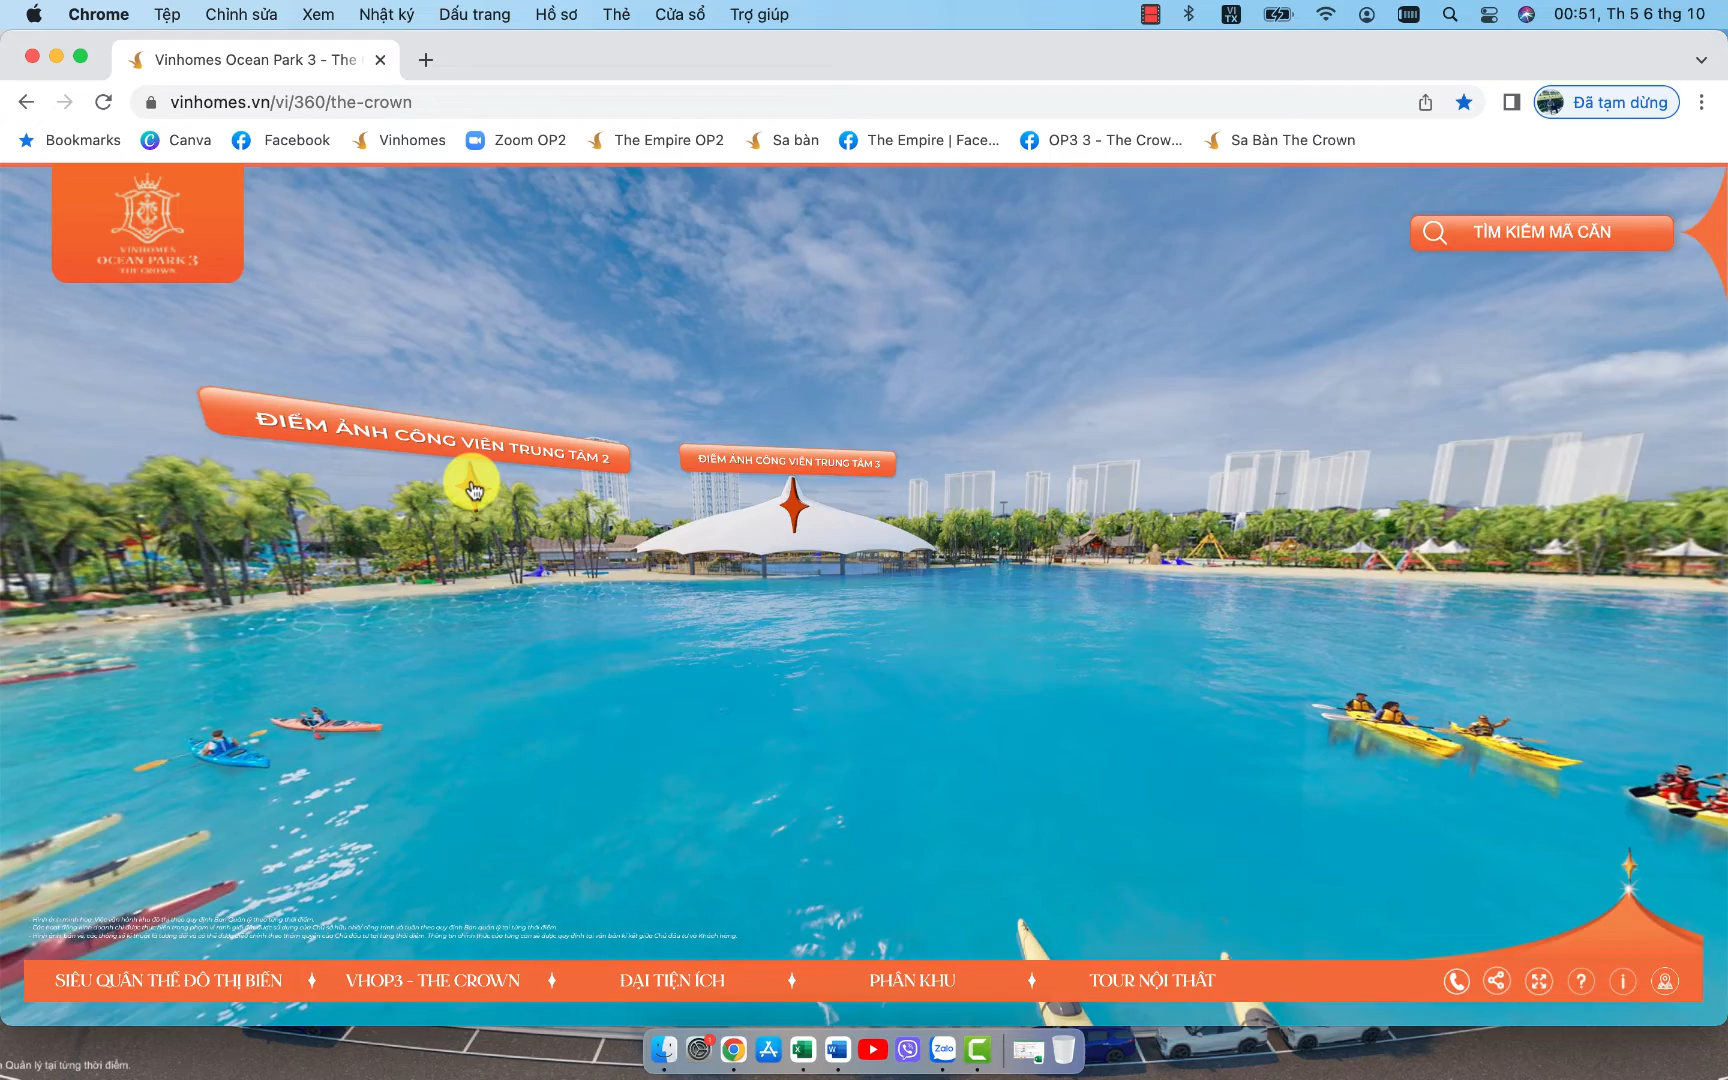 Chrome Tệp Chỉnh sửa Xem Nhật ký Dấu trang Hồ sơ Thẻ Cửa sổ Trợ giúp VI TX 00:51, Th 5 6 thg 10
Vinhomes Ocean Park 3 - The
vinhomes.vn/vi/360/the-crown Đã tạm dừng
Bookmarks Canva Facebook Vinhomes Zoom OP2 The Empire OP2 Sa bàn The Empire | Face... OP3 3 - The Crow... Sa Bàn The Crown
VINHOMES
OCEAN PARK 3
THE CROWN
TÌM KIẾM MÃ CĂN
ĐIỂM ẢNH CÔNG VIÊN TRUNG TÂM 2
ĐIỂM ẢNH CÔNG VIÊN TRUNG TÂM 3
SIÊU QUẦN THỂ ĐÔ THỊ BIỂN VHOP3 - THE CROWN ĐẠI TIỆN ÍCH PHÂN KHU TOUR NỘI THẤT
Zalo
Quản lý tại từng thời điểm.